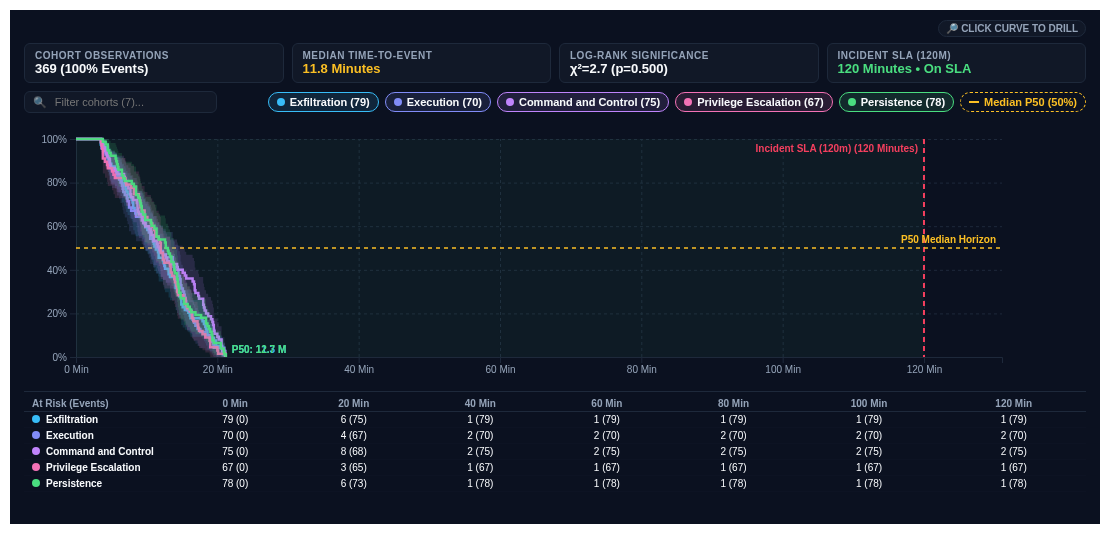 🔎 CLICK CURVE TO DRILL
COHORT OBSERVATIONS
369 (100% Events)
MEDIAN TIME-TO-EVENT
11.8 Minutes
LOG-RANK SIGNIFICANCE
χ²=2.7 (p=0.500)
INCIDENT SLA (120M)
120 Minutes • On SLA
🔍 Filter cohorts (7)...
Exfiltration (79)
Execution (70)
Command and Control (75)
Privilege Escalation (67)
Persistence (78)
Median P50 (50%)
100%
Incident SLA (120m) (120 Minutes)
80%
60%
P50 Median Horizon
40%
20%
0%
P50:
0 Min 20 Min 40 Min 60 Min 80 Min 100 Min 120 Min
At Risk (Events) 0 Min 20 Min 40 Min 60 Min 80 Min 100 Min 120 Min
Exfiltration 79 (0) 6 (75) 1 (79) 1 (79) 1 (79) 1 (79) 1 (79)
Execution 70 (0) 4 (67) 2 (70) 2 (70) 2 (70) 2 (70) 2 (70)
Command and Control 75 (0) 8 (68) 2 (75) 2 (75) 2 (75) 2 (75) 2 (75)
Privilege Escalation 67 (0) 3 (65) 1 (67) 1 (67) 1 (67) 1 (67) 1 (67)
Persistence 78 (0) 6 (73) 1 (78) 1 (78) 1 (78) 1 (78) 1 (78)